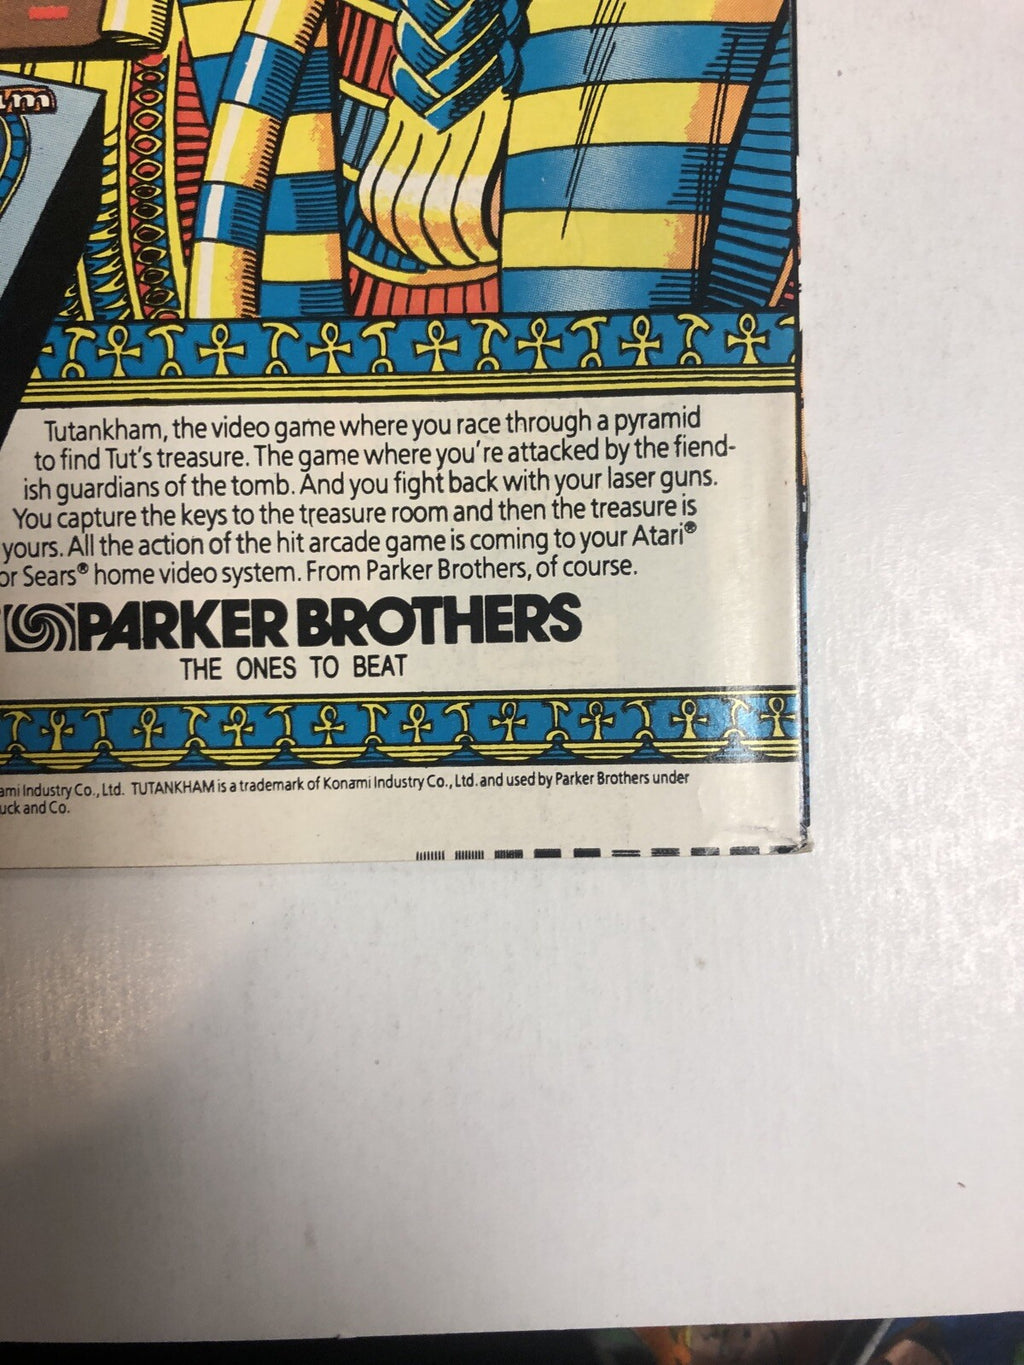 Tutankham, the video game where you race through a pyramid
to find Tut's treasure. The game where you're attacked by the fiend-
ish guardians of the tomb. And you fight back with your laser guns.
You capture the keys to the treasure room and then the treasure is
yours. All the action of the hit arcade game is coming to your Atari®
or Sears® home video system. From Parker Brothers, of course.
PARKER BROTHERS
THE ONES TO BEAT
Industry Co., Ltd. TUTANKHAM is a trademark of Konami Industry Co., Ltd. and used by Parker Brothers under
and Co.